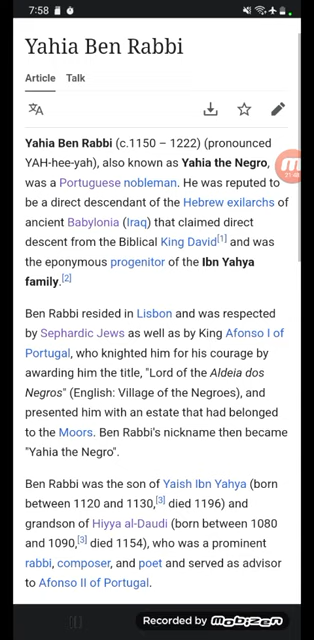 7:58
Yahia Ben Rabbi
Article Talk
Yahia Ben Rabbi (c.1150 – 1222) (pronounced
YAH-hee-yah), also known as Yahia the Negro,
was a Portuguese nobleman. He was reputed to
be a direct descendant of the Hebrew exilarchs of
ancient Babylonia (Iraq) that claimed direct
descent from the Biblical King David[1] and was
the eponymous progenitor of the Ibn Yahya
family.[2]
Ben Rabbi resided in Lisbon and was respected
by Sephardic Jews as well as by King Afonso I of
Portugal, who knighted him for his courage by
awarding him the title, "Lord of the Aldeia dos
Negros" (English: Village of the Negroes), and
presented him with an estate that had belonged
to the Moors. Ben Rabbi's nickname then became
"Yahia the Negro".
Ben Rabbi was the son of Yaish Ibn Yahya (born
between 1120 and 1130,[3] died 1196) and
grandson of Hiyya al-Daudi (born between 1080
and 1090,[3] died 1154), who was a prominent
rabbi, composer, and poet and served as advisor
to Afonso II of Portugal.
Recorded by Mobizen